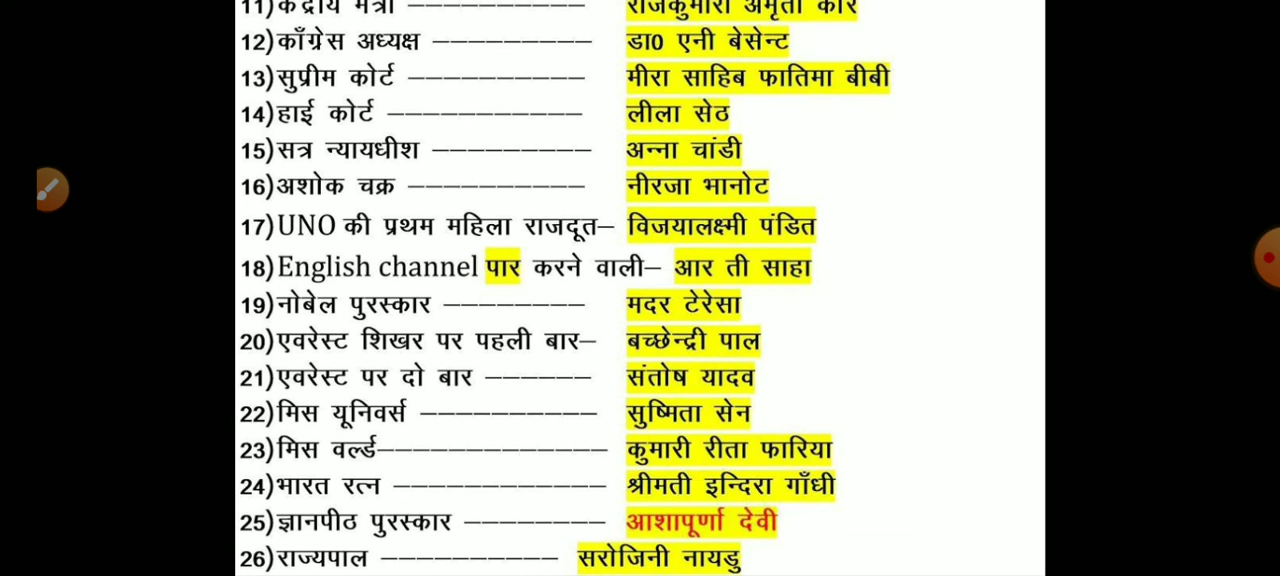 11)केंद्रीय मंत्री –––––––––– राजकुमारी अमृता कौर
12)काँग्रेस अध्यक्ष ––––––––– डा0 एनी बेसेन्ट
13)सुप्रीम कोर्ट –––––––––– मीरा साहिब फातिमा बीबी
14)हाई कोर्ट ––––––––––– लीला सेठ
15)सत्र न्यायधीश ––––––––– अन्ना चांडी
16)अशोक चक्र –––––––––– नीरजा भानोट
17)UNO की प्रथम महिला राजदूत– विजयालक्ष्मी पंडित
18)English channel पार करने वाली– आर ती साहा
19)नोबेल पुरस्कार –––––––– मदर टेरेसा
20)एवरेस्ट शिखर पर पहली बार– बच्छेन्द्री पाल
21)एवरेस्ट पर दो बार –––––– संतोष यादव
22)मिस यूनिवर्स –––––––––– सुष्मिता सेन
23)मिस वर्ल्ड––––––––––––– कुमारी रीता फारिया
24)भारत रत्न –––––––––––– श्रीमती इन्दिरा गाँधी
25)ज्ञानपीठ पुरस्कार –––––––– आशापूर्णा देवी
26)राज्यपाल –––––––––– सरोजिनी नायडु